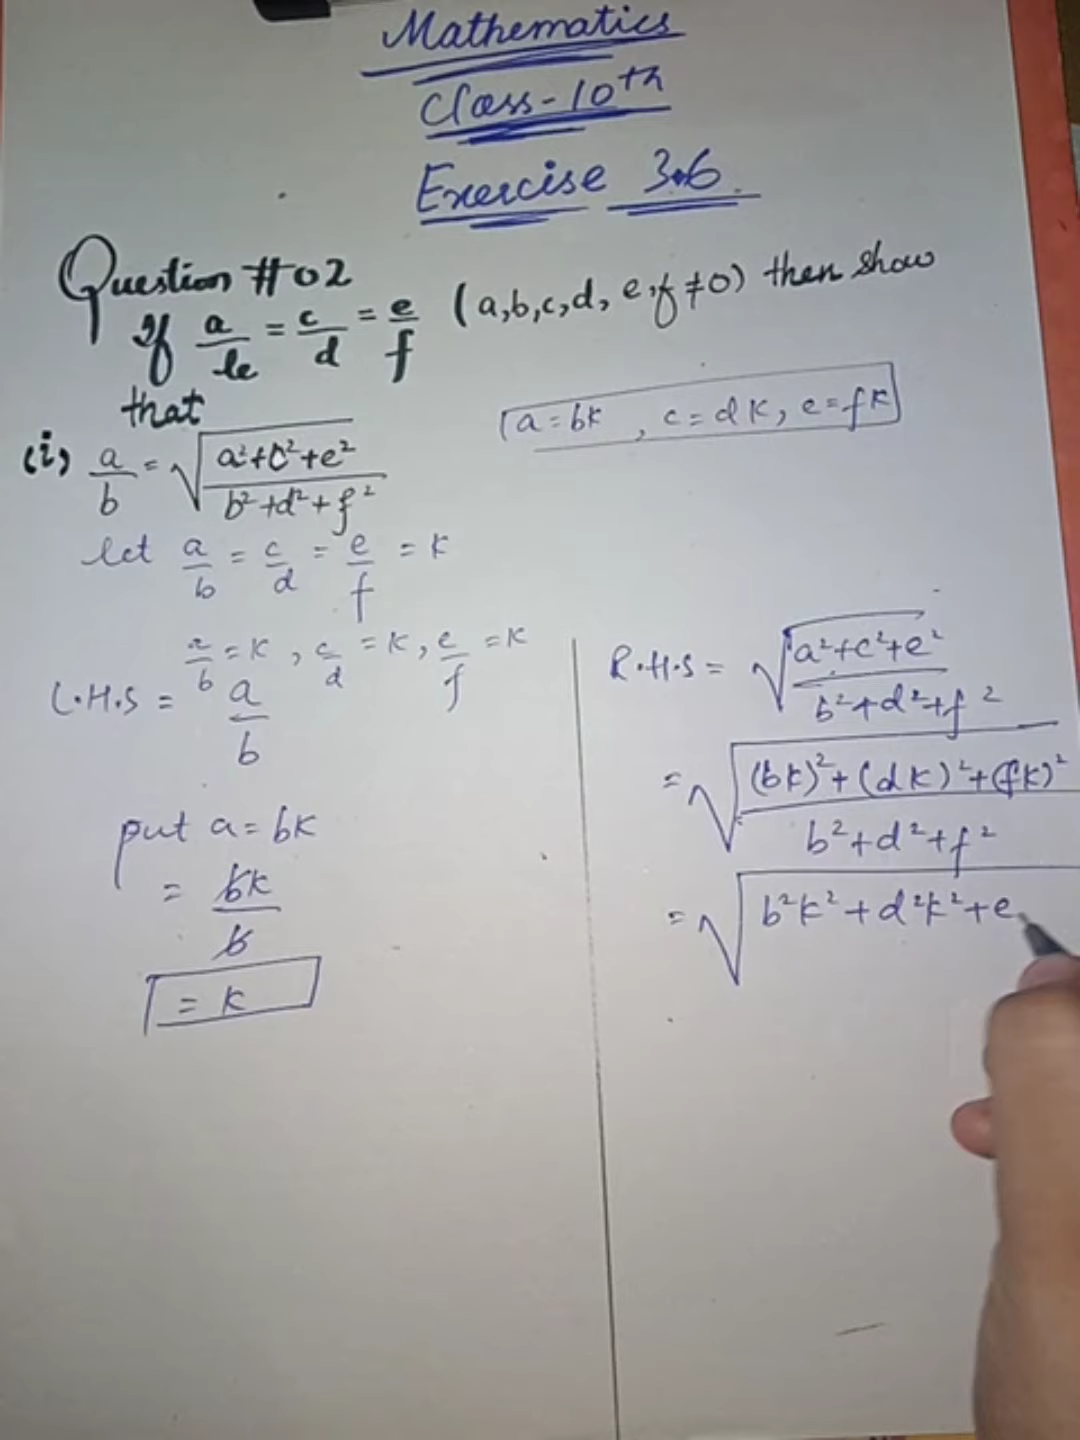 Mathematics
Class-10th
Exercise 3.6
Question #02
If a/b = c/d = e/f (a,b,c,d, e,f ≠0) then show
that
a=bk , c=dk, e=fk
(i) a/b = √(a²+c²+e² / b²+d²+f²)
let a/b = c/d = e/f = k
a/b = k , c/d = k, e/f = k
L.H.S = a/b
put a=bk
= bk/b
= k
R.H.S = √(a²+c²+e² / b²+d²+f²)
= √((bk)²+(dk)²+(fk)² / b²+d²+f²)
= √b²k²+d²k²+e